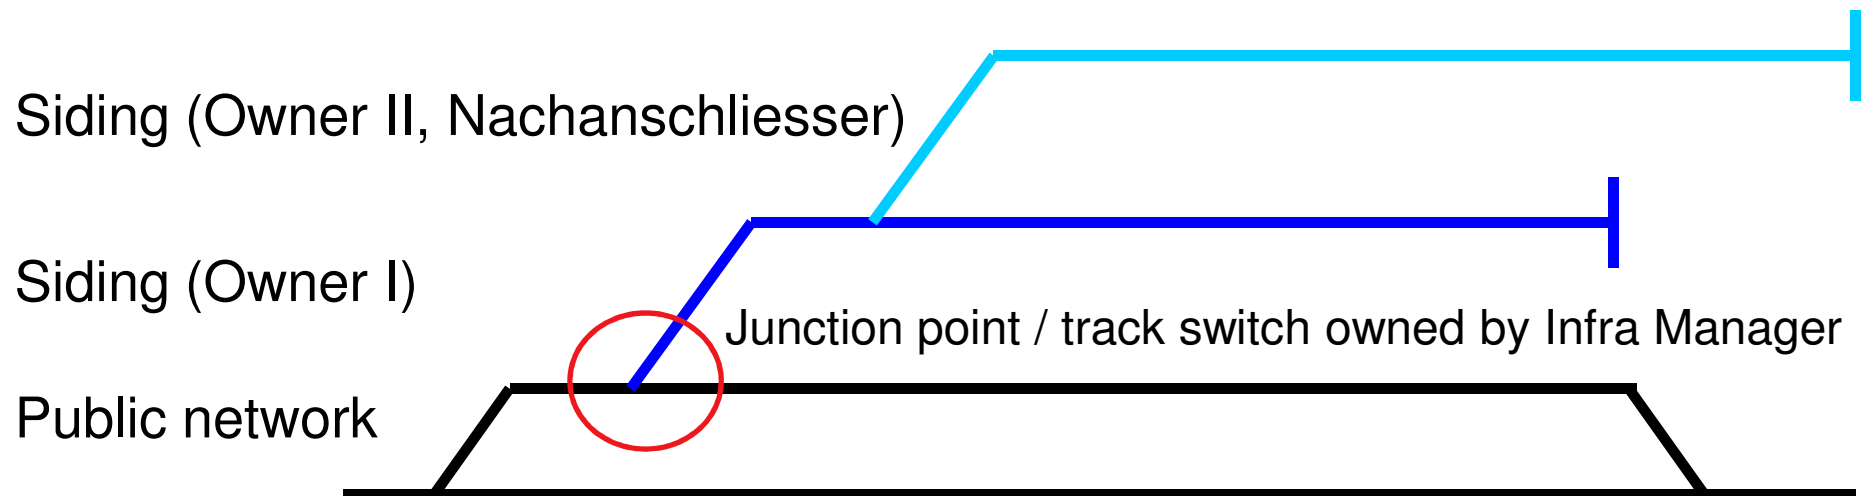 Siding (Owner II, Nachanschliesser)
Siding (Owner I)
Junction point / track switch owned by Infra Manager
Public network